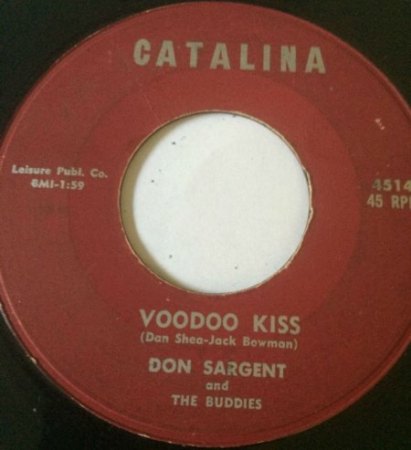 CATALINA
Leisure Publ. Co.
BMI-1:59
4514
45 RPM
VOODOO KISS
(Dan Shea-Jack Bowman)
DON SARGENT
and
THE BUDDIES